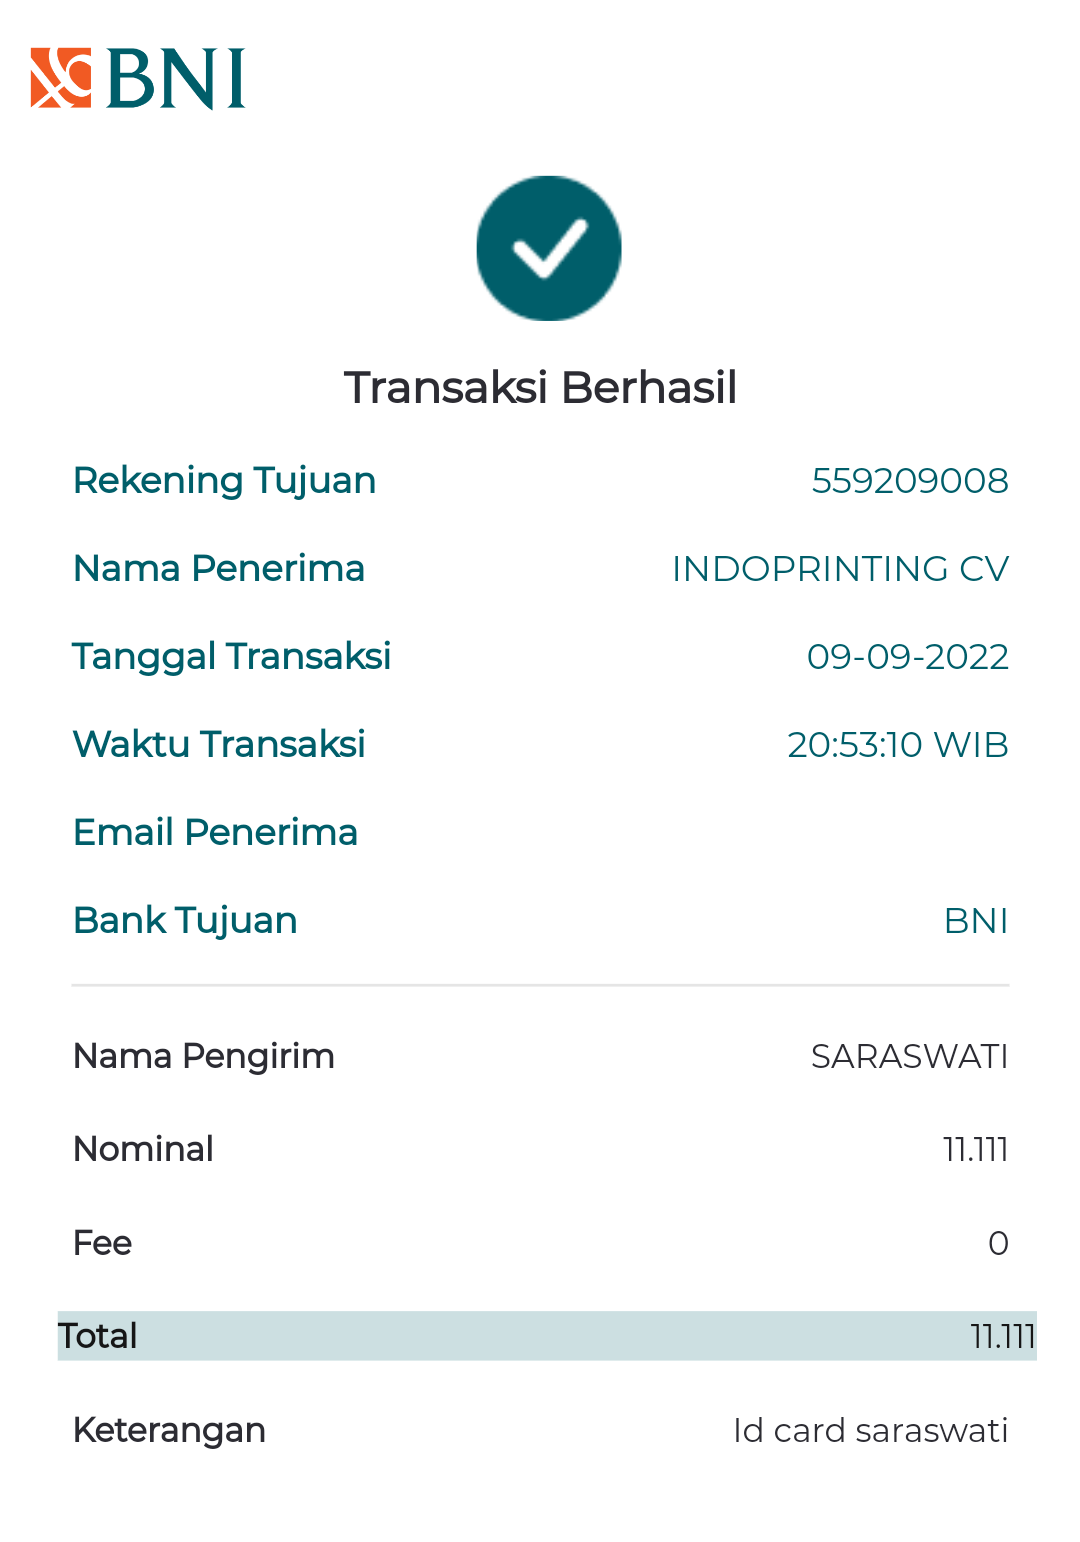 BNI
Transaksi Berhasil
Rekening Tujuan 559209008
Nama Penerima INDOPRINTING CV
Tanggal Transaksi 09-09-2022
Waktu Transaksi 20:53:10 WIB
Email Penerima
Bank Tujuan BNI
Nama Pengirim SARASWATI
Nominal 11.111
Fee 0
Total 11.111
Keterangan Id card saraswati